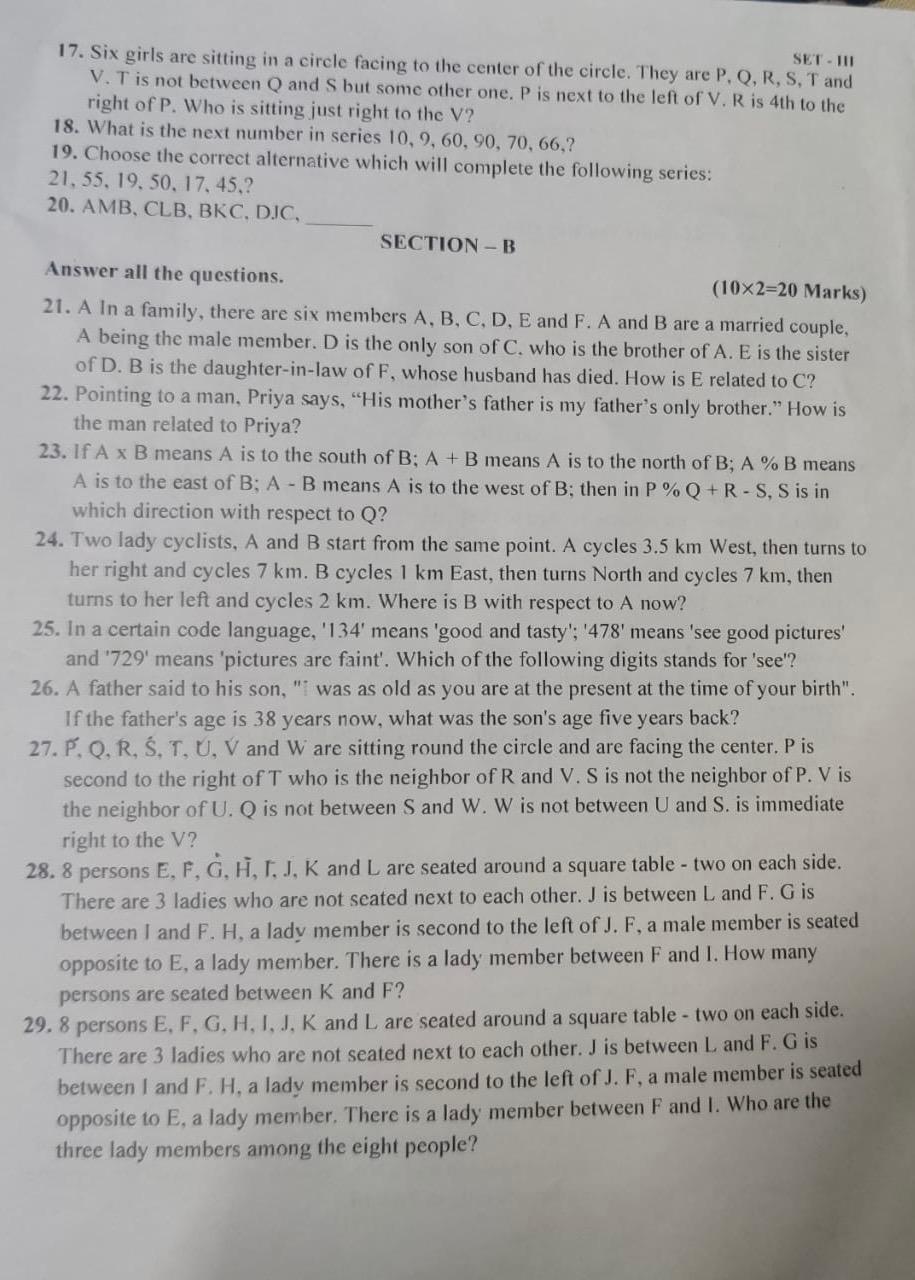 SET - III
17. Six girls are sitting in a circle facing to the center of the circle. They are P, Q, R, S, T and
V. T is not between Q and S but some other one. P is next to the left of V. R is 4th to the
right of P. Who is sitting just right to the V?
18. What is the next number in series 10, 9, 60, 90, 70, 66,?
19. Choose the correct alternative which will complete the following series:
21, 55, 19, 50, 17, 45,?
20. AMB, CLB, BKC, DJC, ______
SECTION – B
Answer all the questions.
(10×2=20 Marks)
21. A In a family, there are six members A, B, C, D, E and F. A and B are a married couple,
A being the male member. D is the only son of C, who is the brother of A. E is the sister
of D. B is the daughter-in-law of F, whose husband has died. How is E related to C?
22. Pointing to a man, Priya says, “His mother’s father is my father’s only brother.” How is
the man related to Priya?
23. If A x B means A is to the south of B; A + B means A is to the north of B; A % B means
A is to the east of B; A - B means A is to the west of B; then in P % Q + R - S, S is in
which direction with respect to Q?
24. Two lady cyclists, A and B start from the same point. A cycles 3.5 km West, then turns to
her right and cycles 7 km. B cycles 1 km East, then turns North and cycles 7 km, then
turns to her left and cycles 2 km. Where is B with respect to A now?
25. In a certain code language, '134' means 'good and tasty'; '478' means 'see good pictures'
and '729' means 'pictures are faint'. Which of the following digits stands for 'see'?
26. A father said to his son, "i was as old as you are at the present at the time of your birth".
If the father's age is 38 years now, what was the son's age five years back?
27. P, Q, R, S, T, U, V and W are sitting round the circle and are facing the center. P is
second to the right of T who is the neighbor of R and V. S is not the neighbor of P. V is
the neighbor of U. Q is not between S and W. W is not between U and S. is immediate
right to the V?
28. 8 persons E, F, G, H, I, J, K and L are seated around a square table - two on each side.
There are 3 ladies who are not seated next to each other. J is between L and F. G is
between I and F. H, a lady member is second to the left of J. F, a male member is seated
opposite to E, a lady member. There is a lady member between F and I. How many
persons are seated between K and F?
29. 8 persons E, F, G, H, I, J, K and L are seated around a square table - two on each side.
There are 3 ladies who are not seated next to each other. J is between L and F. G is
between I and F. H, a lady member is second to the left of J. F, a male member is seated
opposite to E, a lady member. There is a lady member between F and I. Who are the
three lady members among the eight people?